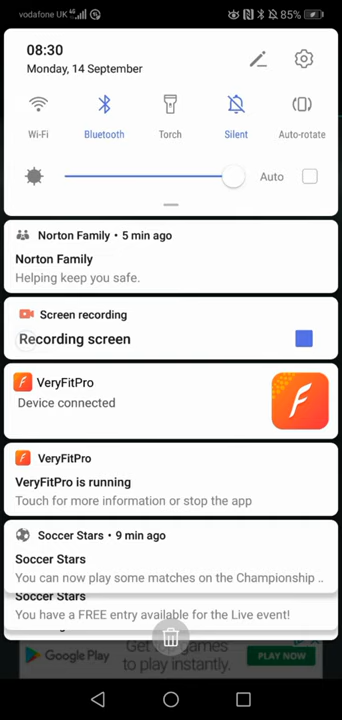 vodafone UK 4G
85%
08:30
Monday, 14 September
Wi-Fi
Bluetooth
Torch
Silent
Auto-rotate
Auto
Norton Family • 5 min ago
Norton Family
Helping keep you safe.
Screen recording
Recording screen
VeryFitPro
Device connected
VeryFitPro
VeryFitPro is running
Touch for more information or stop the app
Soccer Stars • 9 min ago
Soccer Stars
You can now play some matches on the Championship ..
Soccer Stars
You have a FREE entry available for the Live event!
Google Play
games
to play instantly.
PLAY NOW